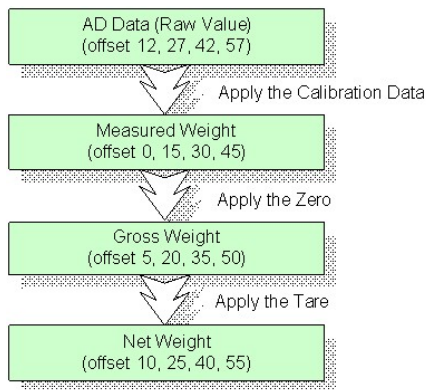 AD Data (Raw Value)
(offset 12, 27, 42, 57)
Apply the Calibration Data
Measured Weight
(offset 0, 15, 30, 45)
Apply the Zero
Gross Weight
(offset 5, 20, 35, 50)
Apply the Tare
Net Weight
(offset 10, 25, 40, 55)